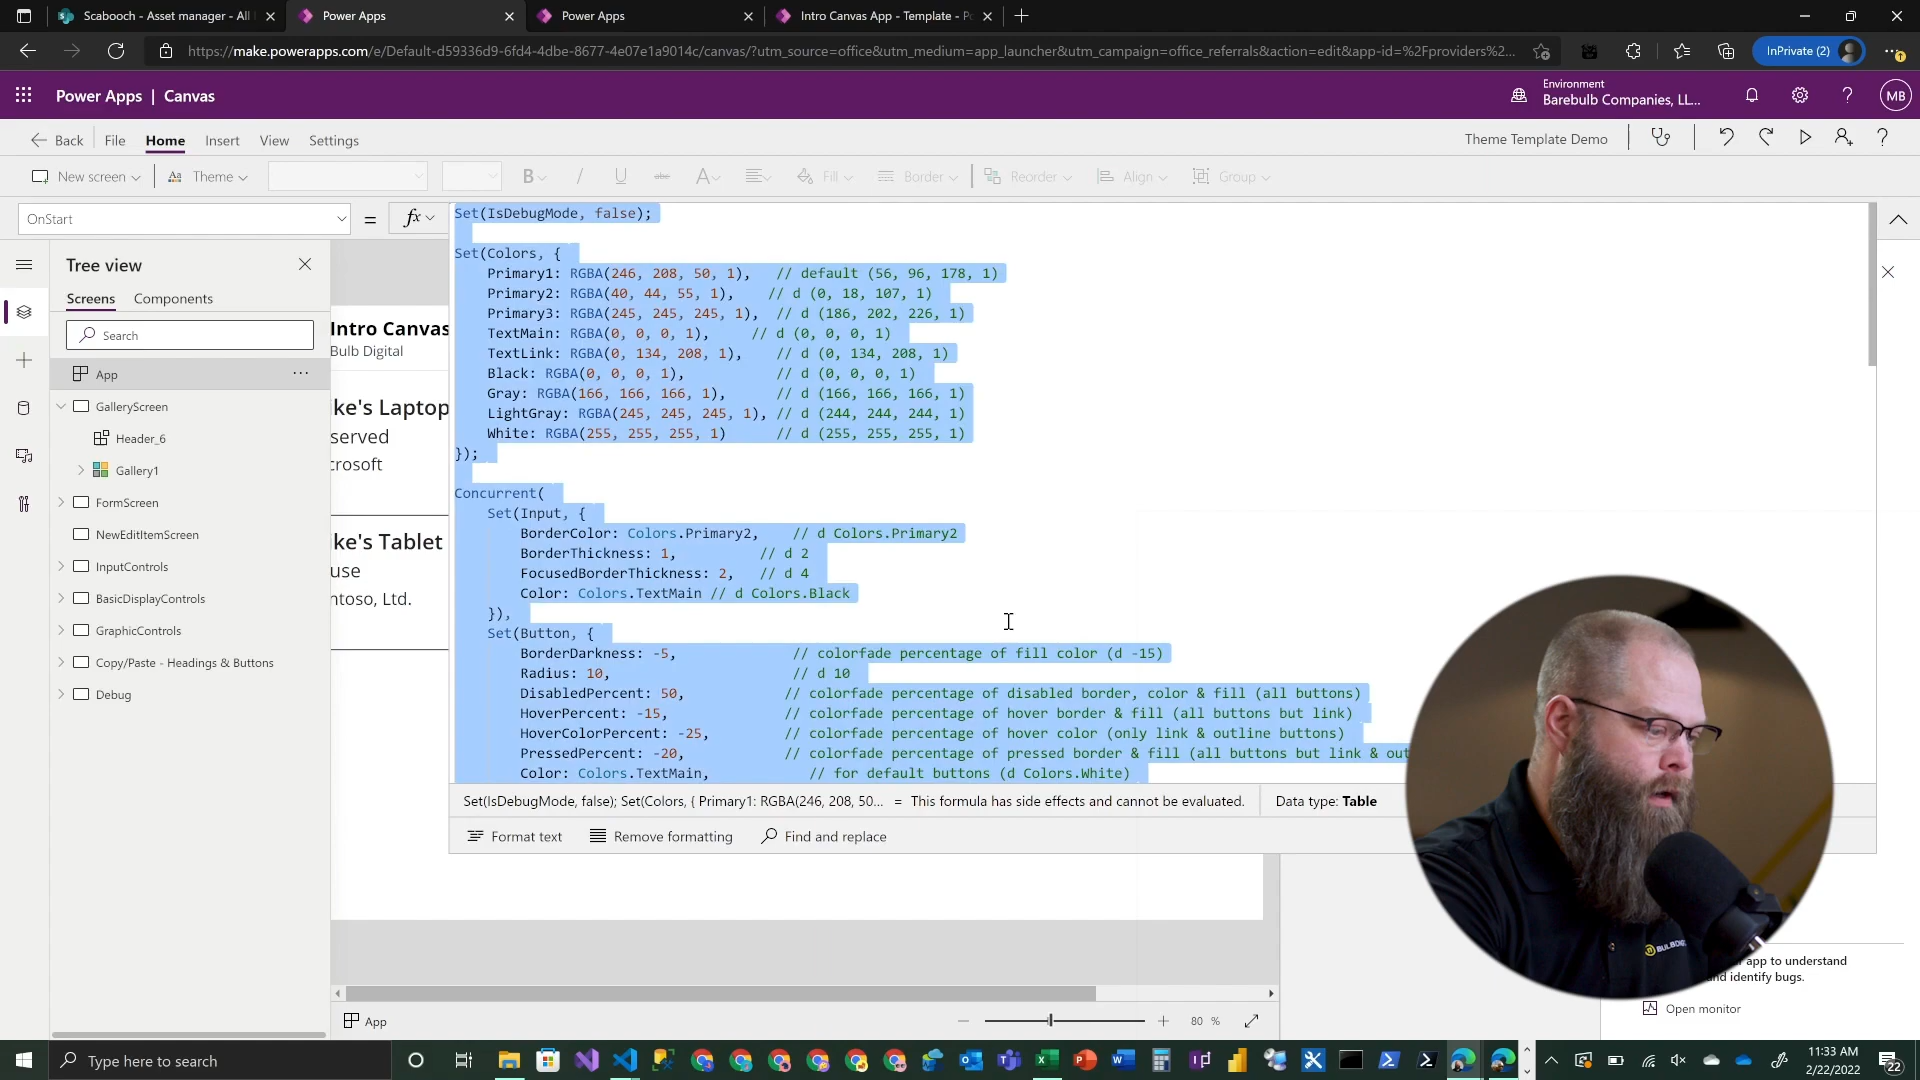 Scabooch - Asset manager - All
Power Apps
Power Apps
Intro Canvas App - Template - P
https://make.powerapps.com/e/Default-d59336d9-6fd4-4dbe-8677-4e07e1a9014c/canvas/?utm_source=office&utm_medium=app_launcher&utm_campaign=office_referrals&action=edit&app-id=%2Fproviders%2...
InPrivate (2)
Power Apps | Canvas
Environment
Barebulb Companies, LL...
MB
Back
File
Home
Insert
View
Settings
Theme Template Demo
New screen
Theme
Fill
Border
Reorder
Align
Group
OnStart
=
fx
Tree view
Screens
Components
Search
App
GalleryScreen
Header_6
Gallery1
FormScreen
NewEditItemScreen
InputControls
BasicDisplayControls
GraphicControls
Copy/Paste - Headings & Buttons
Debug
Intro Canvas
Bulb Digital
ke's Laptop
served
crosoft
ke's Tablet
use
ntoso, Ltd.
Set(IsDebugMode, false);
Set(Colors, {
Primary1: RGBA(246, 208, 50, 1), // default (56, 96, 178, 1)
Primary2: RGBA(40, 44, 55, 1), // d (0, 18, 107, 1)
Primary3: RGBA(245, 245, 245, 1), // d (186, 202, 226, 1)
TextMain: RGBA(0, 0, 0, 1), // d (0, 0, 0, 1)
TextLink: RGBA(0, 134, 208, 1), // d (0, 134, 208, 1)
Black: RGBA(0, 0, 0, 1), // d (0, 0, 0, 1)
Gray: RGBA(166, 166, 166, 1), // d (166, 166, 166, 1)
LightGray: RGBA(245, 245, 245, 1), // d (244, 244, 244, 1)
White: RGBA(255, 255, 255, 1) // d (255, 255, 255, 1)
});
Concurrent(
Set(Input, {
BorderColor: Colors.Primary2, // d Colors.Primary2
BorderThickness: 1, // d 2
FocusedBorderThickness: 2, // d 4
Color: Colors.TextMain // d Colors.Black
}),
Set(Button, {
BorderDarkness: -5, // colorfade percentage of fill color (d -15)
Radius: 10, // d 10
DisabledPercent: 50, // colorfade percentage of disabled border, color & fill (all buttons)
HoverPercent: -15, // colorfade percentage of hover border & fill (all buttons but link)
HoverColorPercent: -25, // colorfade percentage of hover color (only link & outline buttons)
PressedPercent: -20, // colorfade percentage of pressed border & fill (all buttons but link & out
Color: Colors.TextMain, // for default buttons (d Colors.White)
Set(IsDebugMode, false); Set(Colors, { Primary1: RGBA(246, 208, 50... = This formula has side effects and cannot be evaluated.
Data type: Table
Format text
Remove formatting
Find and replace
app to understand
nd identify bugs.
Open monitor
App
80 %
Type here to search
11:33 AM
2/22/2022
22